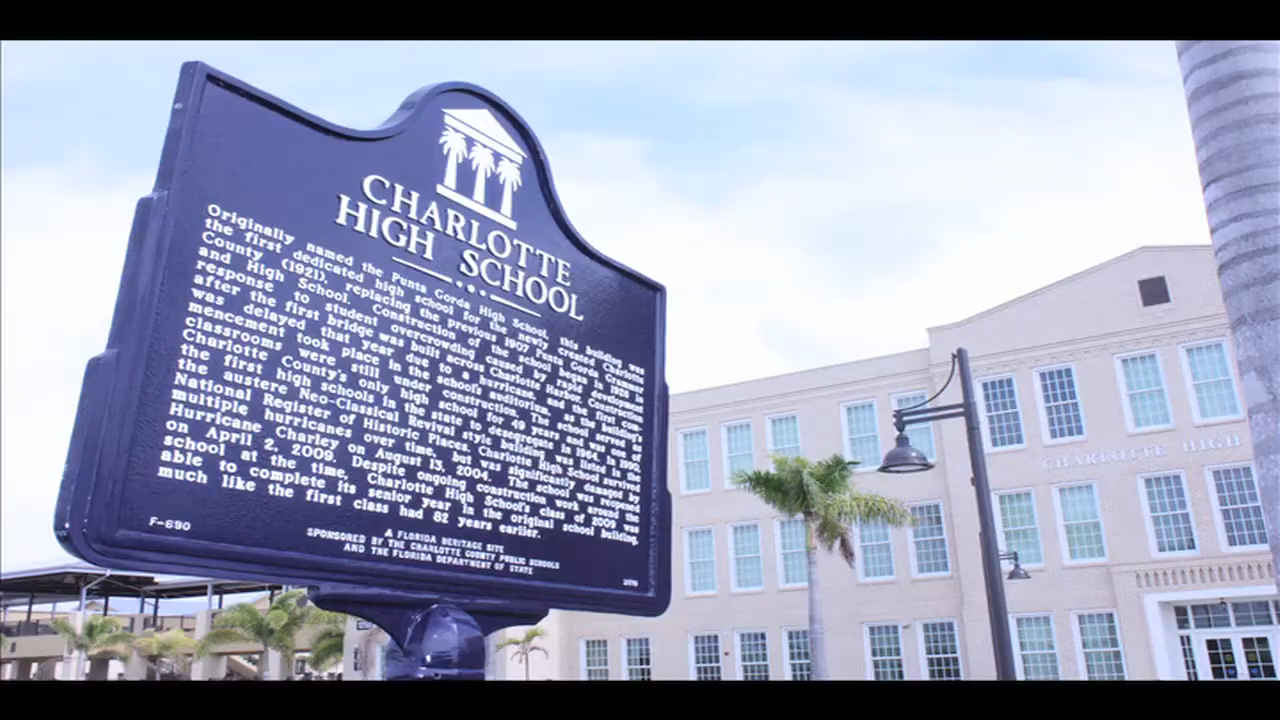 CHARLOTTE
HIGH SCHOOL
Originally named the Punta Gorda High School, this building was
the first dedicated high school for the newly created Charlotte
County (1921), replacing the previous 1907 Punta Gorda Grammar
and High School. Construction of the school began in 1926 in
response to student overcrowding caused by rapid development
after the first bridge was built across Charlotte Harbor. Construction
was delayed that year due to a hurricane, and the first com-
mencement took place in the school's auditorium, as the building's
classrooms were still under construction. The school served as
Charlotte County's only high school for 49 years and was one of
the first high schools in the state to desegregate in 1964. In 1990,
the austere Neo-Classical Revival style building was listed in the
National Register of Historic Places. Charlotte High School survived
multiple hurricanes over time, but was significantly damaged by
Hurricane Charley on August 13, 2004. The school was reopened
on April 2, 2009. Despite ongoing construction work around the
school at the time, Charlotte High School's class of 2009 was
able to complete its senior year in the original school building,
much like the first class had 82 years earlier.
F-690
A FLORIDA HERITAGE SITE
SPONSORED BY THE CHARLOTTE COUNTY PUBLIC SCHOOLS
AND THE FLORIDA DEPARTMENT OF STATE
CHARLOTTE HIGH